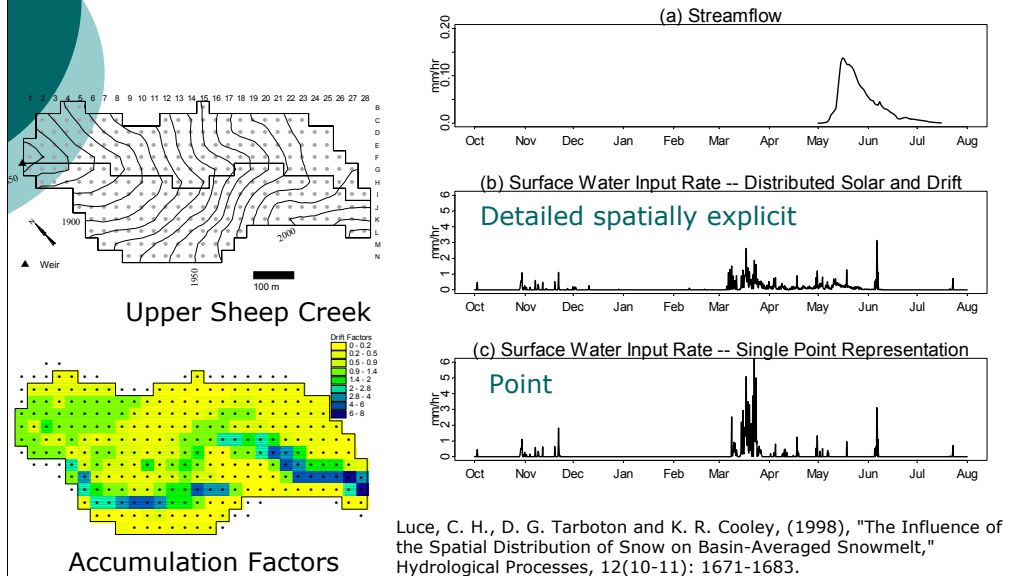 1 2 3 4 5 6 7 8 9 10 11 12 13 14 15 16 17 18 19 20 21 22 23 24 25 26 27 28
B
C
D
E
F
G
H
I
J
K
L
M
N
1900
2000
1950
N
Weir
100 m
Upper Sheep Creek
Drift Factors
0 - 0.2
0.2 - 0.5
0.5 - 0.9
0.9 - 1.4
1.4 - 2
2 - 2.8
2.8 - 4
4 - 6
6 - 8
Accumulation Factors
(a) Streamflow
mm/hr
0.20
0.10
0.0
Oct Nov Dec Jan Feb Mar Apr May Jun Jul Aug
(b) Surface Water Input Rate -- Distributed Solar and Drift
Detailed spatially explicit
mm/hr
6
5
4
3
2
1
0
Oct Nov Dec Jan Feb Mar Apr May Jun Jul Aug
(c) Surface Water Input Rate -- Single Point Representation
Point
mm/hr
6
5
4
3
2
1
0
Oct Nov Dec Jan Feb Mar Apr May Jun Jul Aug
Luce, C. H., D. G. Tarboton and K. R. Cooley, (1998), "The Influence of
the Spatial Distribution of Snow on Basin-Averaged Snowmelt,"
Hydrological Processes, 12(10-11): 1671-1683.